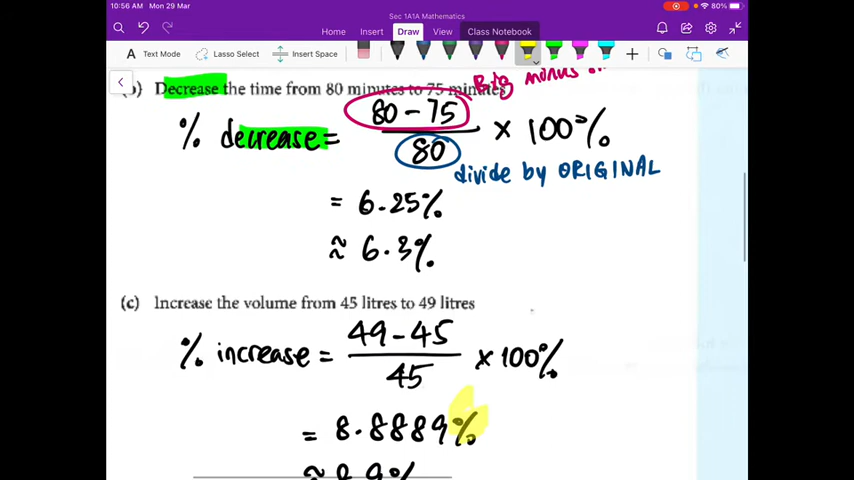 10:56 AM Mon 29 Mar
Sec 1A1A Mathematics
80%
Home Insert Draw View Class Notebook
Text Mode Lasso Select Insert Space
Decrease the time from 80 minutes to 75 minutes
minus
% decrease = 80 - 75 / 80 × 100%
divide by ORIGINAL
= 6.25%
≈ 6.3%
(c) Increase the volume from 45 litres to 49 litres
% increase = 49 - 45 / 45 × 100%
= 8.8889%
≈ 8.9%